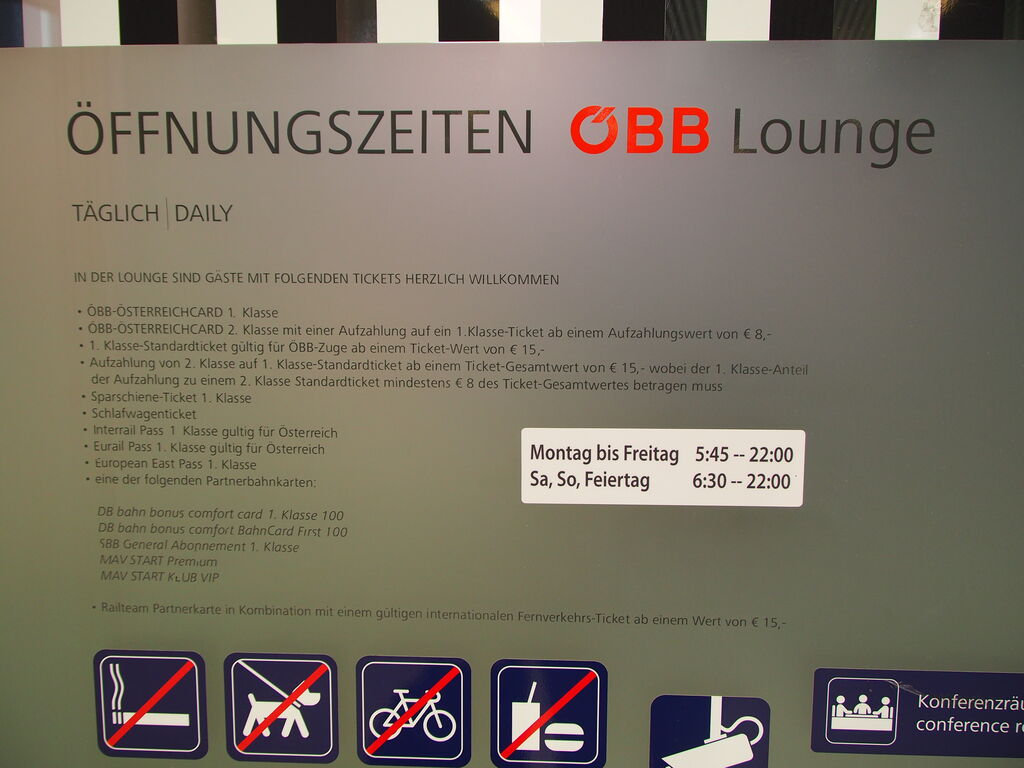 ÖFFNUNGSZEITEN ÖBB Lounge
TÄGLICH | DAILY
IN DER LOUNGE SIND GÄSTE MIT FOLGENDEN TICKETS HERZLICH WILLKOMMEN
• ÖBB-ÖSTERREICHCARD 1. Klasse
• ÖBB-ÖSTERREICHCARD 2. Klasse mit einer Aufzahlung auf ein 1.Klasse-Ticket ab einem Aufzahlungswert von € 8,-
• 1. Klasse-Standardticket gültig für ÖBB-Zuge ab einem Ticket-Wert von € 15,-
• Aufzahlung von 2. Klasse auf 1. Klasse-Standardticket ab einem Ticket-Gesamtwert von € 15,- wobei der 1. Klasse-Anteil
der Aufzahlung zu einem 2. Klasse Standardticket mindestens € 8 des Ticket-Gesamtwertes betragen muss
• Sparschiene-Ticket 1. Klasse
• Schlafwagenticket
• Interrail Pass 1 Klasse gultig für Österreich
• Eurail Pass 1. Klasse gültig für Österreich
• European East Pass 1. Klasse
• eine der folgenden Partnerbahnkarten:
DB bahn bonus comfort card 1. Klasse 100
DB bahn bonus comfort BahnCard First 100
SBB General Abonnement 1. Klasse
MAV START Premium
MAV START KLUB VIP
• Railteam Partnerkarte in Kombination mit einem gültigen internationalen Fernverkehrs-Ticket ab einem Wert von € 15,-
Montag bis Freitag 5:45 -- 22:00
Sa, So, Feiertag 6:30 -- 22:00
Konferenzräu
conference r